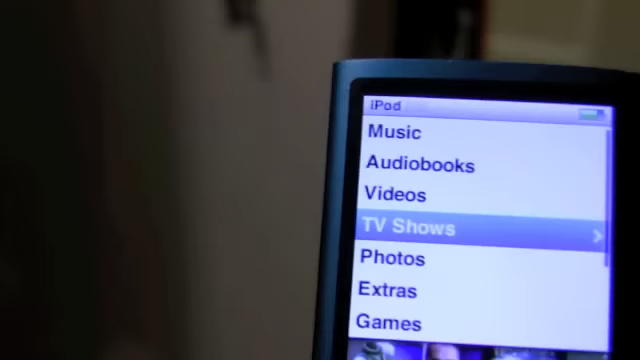 iPod
Music
Audiobooks
Videos
TV Shows
Photos
Extras
Games